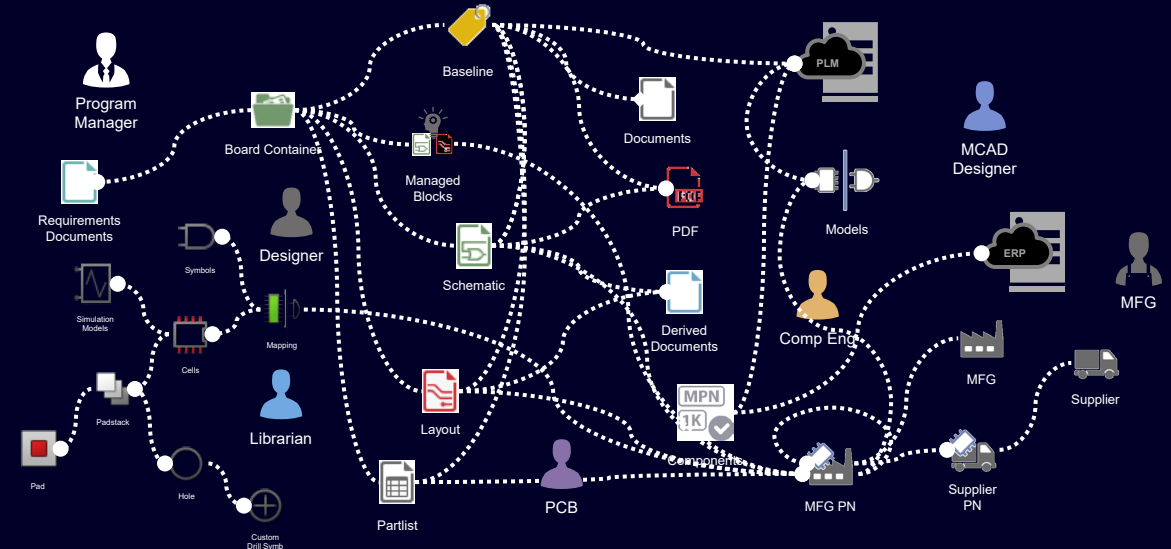 Program
Manager
Requirements
Documents
Board Container
Baseline
Managed
Blocks
Schematic
Layout
Partlist
Documents
PDF
Derived
Documents
PLM
MCAD
Designer
Models
ERP
MFG
Comp Eng
MFG
Supplier
MPN
1K
Components
MFG PN
Supplier
PN
PCB
Designer
Symbols
Simulation
Models
Mapping
Cells
Librarian
Padstack
Pad
Hole
Custom
Drill Symb